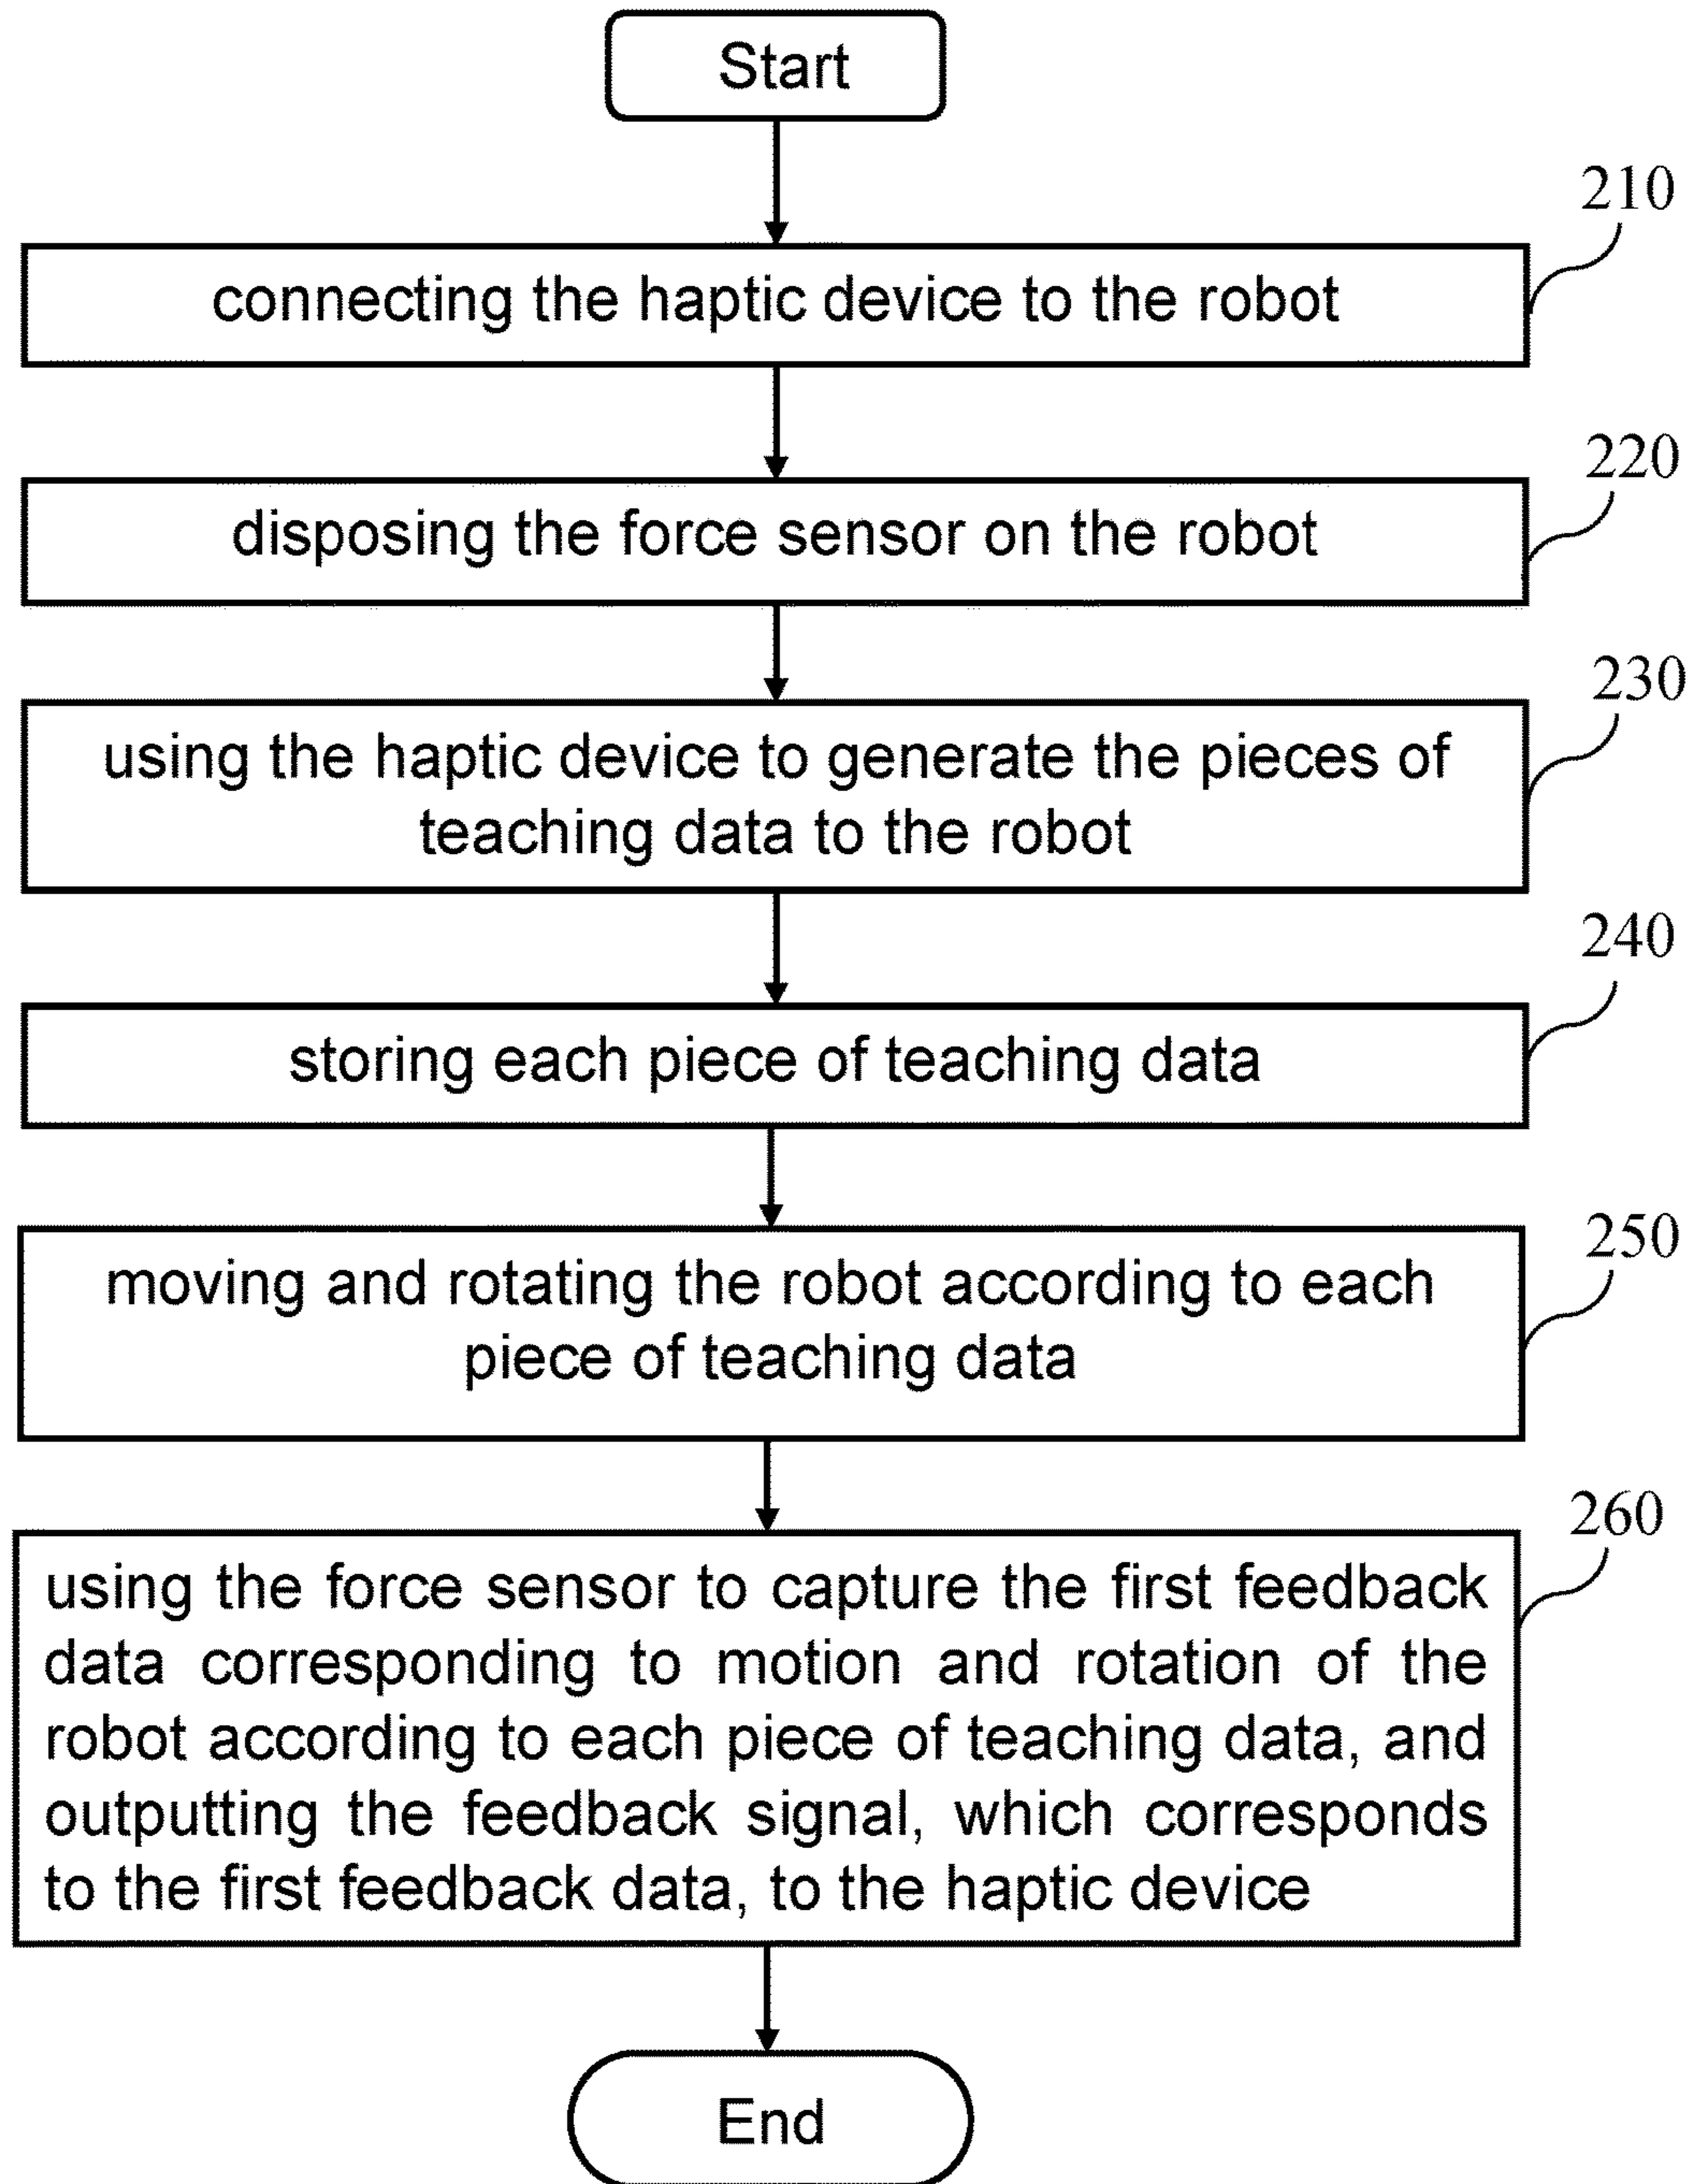 Start
210
connecting the haptic device to the robot
220
disposing the force sensor on the robot
230
using the haptic device to generate the pieces of
teaching data to the robot
240
storing each piece of teaching data
250
moving and rotating the robot according to each
piece of teaching data
260
using the force sensor to capture the first feedback
data corresponding to motion and rotation of the
robot according to each piece of teaching data, and
outputting the feedback signal, which corresponds
to the first feedback data, to the haptic device
End